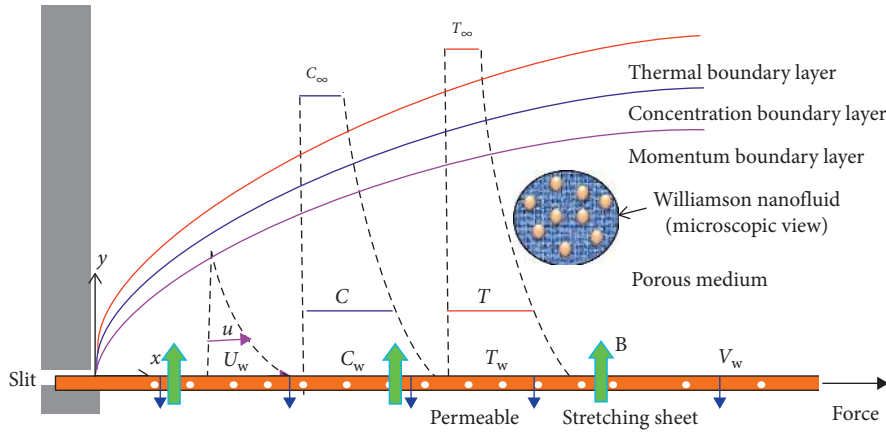 T∞
C∞
Thermal boundary layer
Concentration boundary layer
Momentum boundary layer
Williamson nanofluid
(microscopic view)
y
Porous medium
C
T
u
B
x
Uw
Cw
Tw
Vw
Slit
Permeable
Stretching sheet
Force